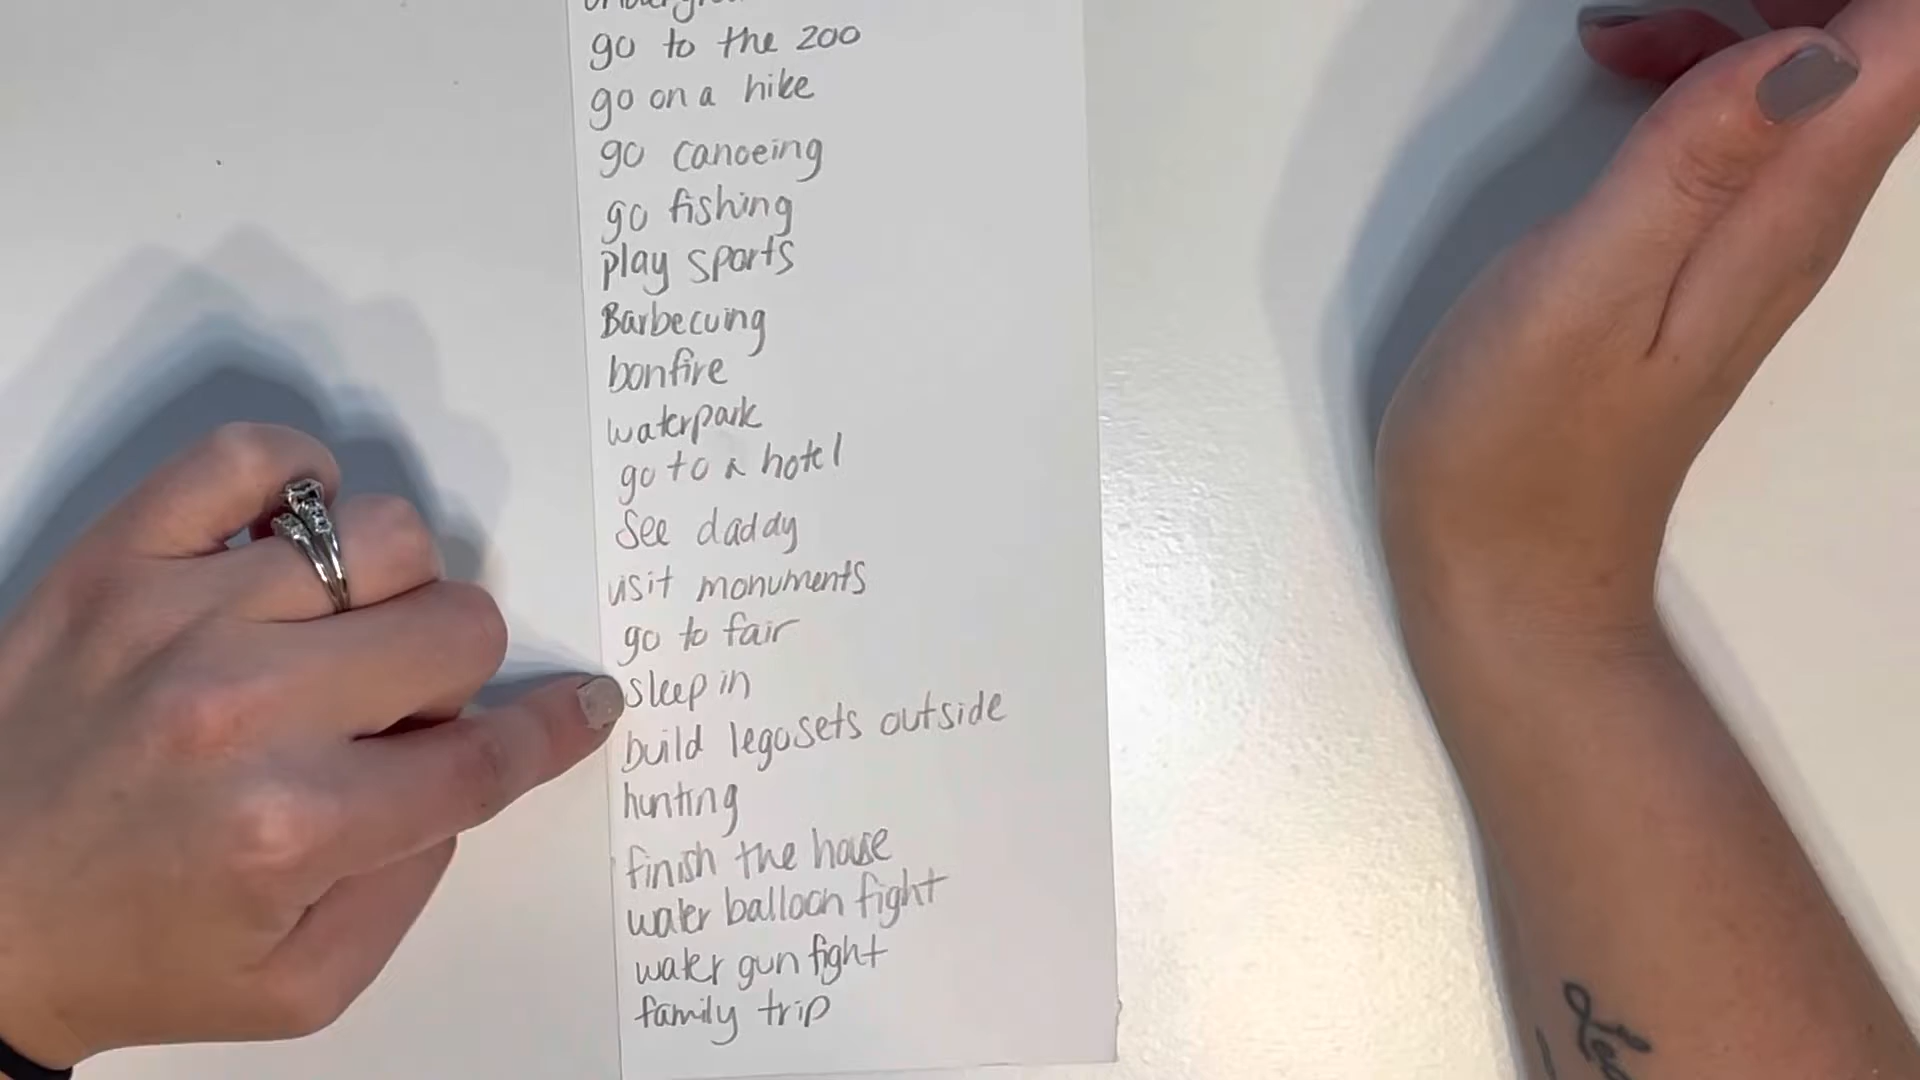 go to the zoo
go on a hike
go canoeing
go fishing
play sports
Barbecuing
bonfire
waterpark
go to a hotel
See daddy
visit monuments
go to fair
sleep in
build legosets outside
hunting
finish the house
water balloon fight
water gun fight
family trip